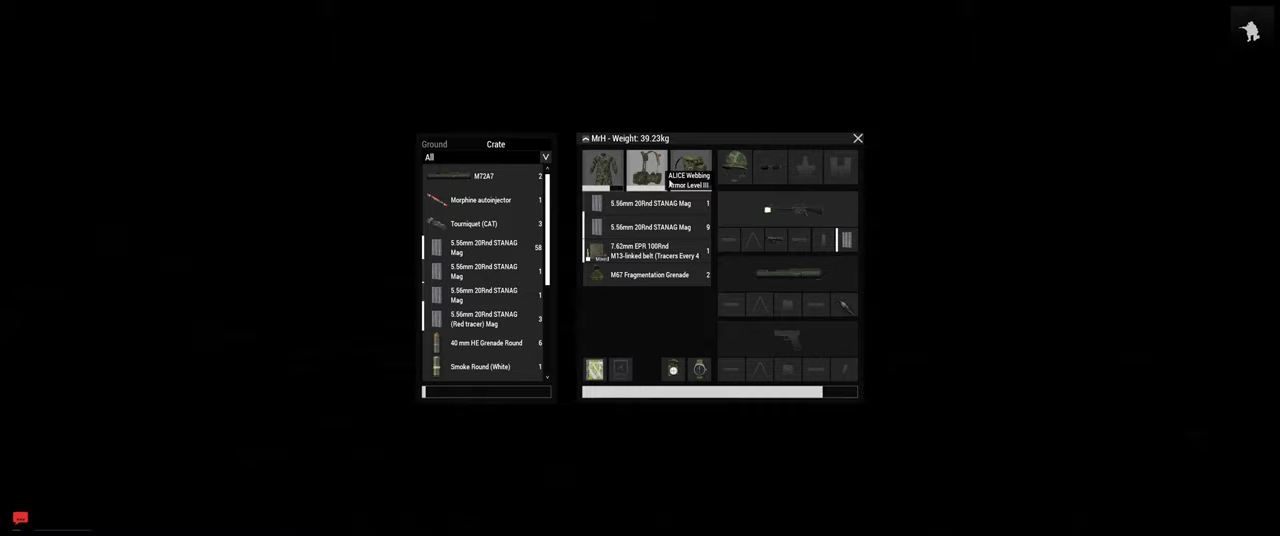 Ground
Crate
All
V
M72A7 2
Morphine autoinjector 1
Tourniquet (CAT) 3
5.56mm 20Rnd STANAG
Mag 58
5.56mm 20Rnd STANAG
Mag 1
5.56mm 20Rnd STANAG
Mag 1
5.56mm 20Rnd STANAG
(Red tracer) Mag 3
40 mm HE Grenade Round 6
Smoke Round (White) 1
MrH - Weight: 39.23kg
ALICE Webbing
Armor Level III
5.56mm 20Rnd STANAG Mag 1
5.56mm 20Rnd STANAG Mag 9
7.62mm EPR 100Rnd
M13-linked belt (Tracers Every 4 1
M67 Fragmentation Grenade 2